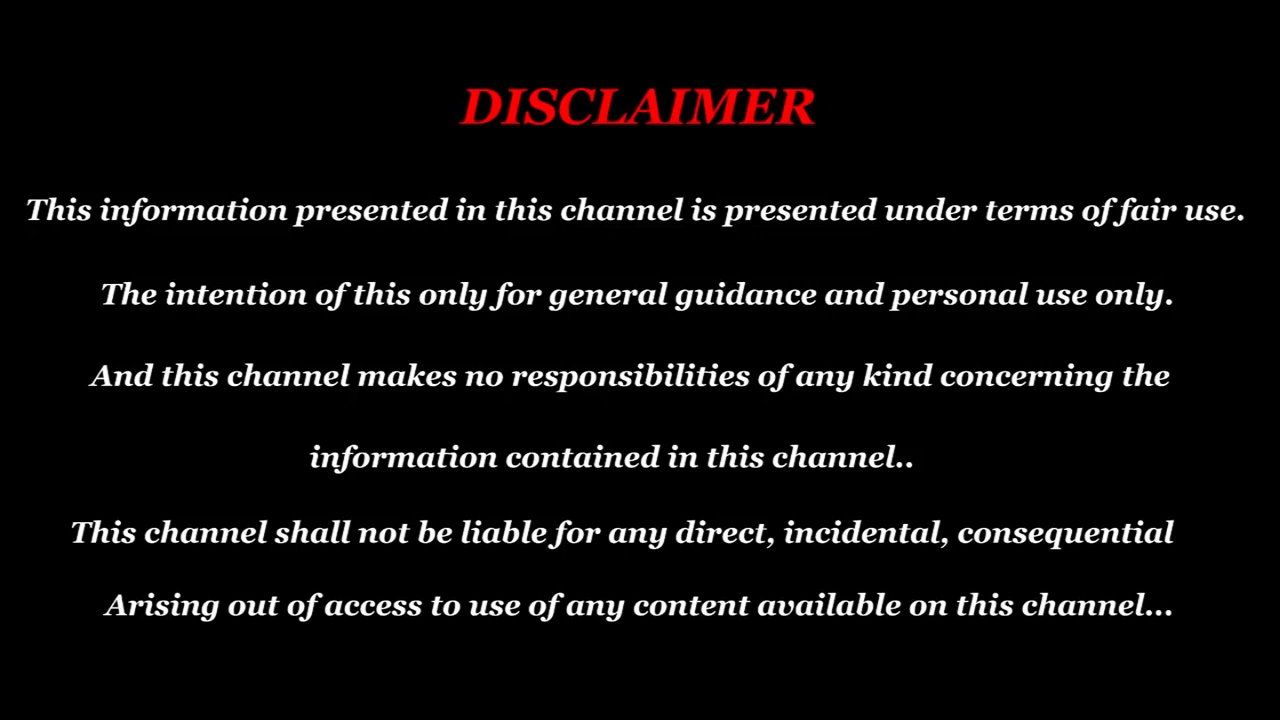 DISCLAIMER
This information presented in this channel is presented under terms of fair use.
The intention of this only for general guidance and personal use only.
And this channel makes no responsibilities of any kind concerning the
information contained in this channel..
This channel shall not be liable for any direct, incidental, consequential
Arising out of access to use of any content available on this channel...